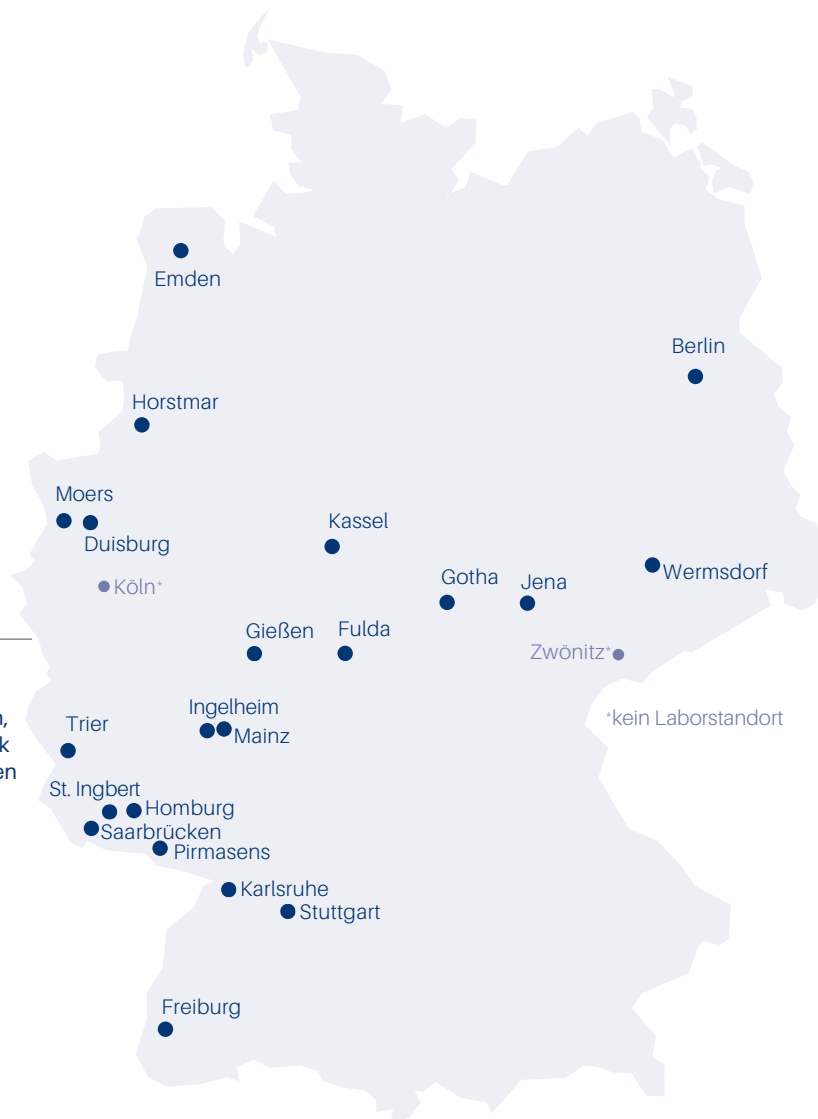 Emden
Berlin
Horstmar
Moers
Duisburg
Kassel
Köln*
Gotha
Jena
Wermsdorf
Gießen
Fulda
Zwönitz*
Ingelheim
Mainz
*kein Laborstandort
Trier
St. Ingbert
Homburg
Saarbrücken
Pirmasens
Karlsruhe
Stuttgart
Freiburg